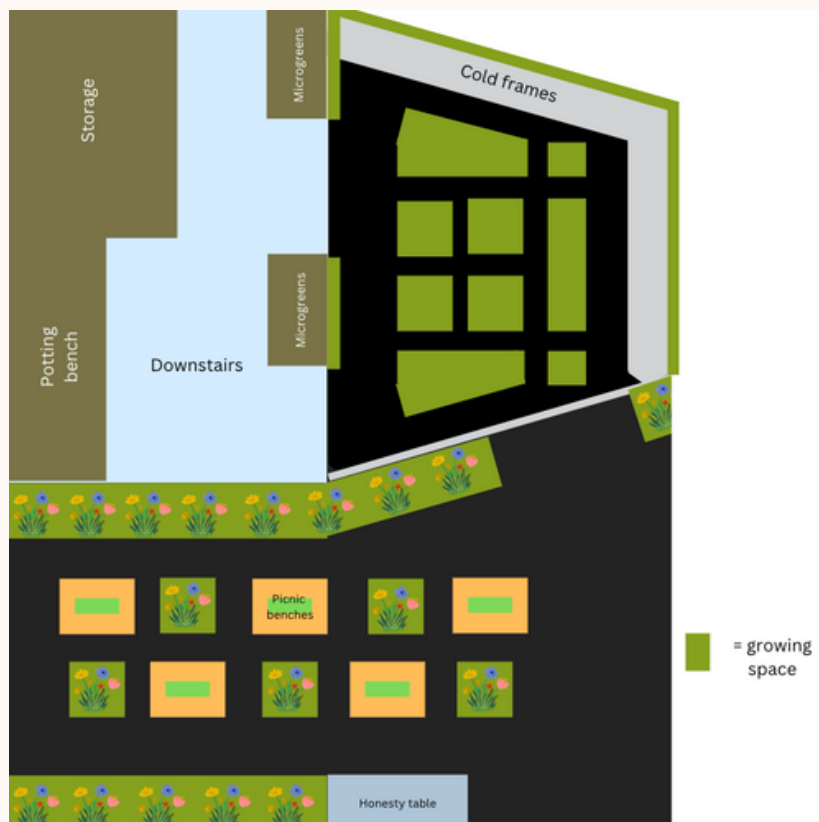 Storage
Microgreens
Cold frames
Microgreens
Potting
bench
Downstairs
Picnic
benches
= growing
space
Honesty table